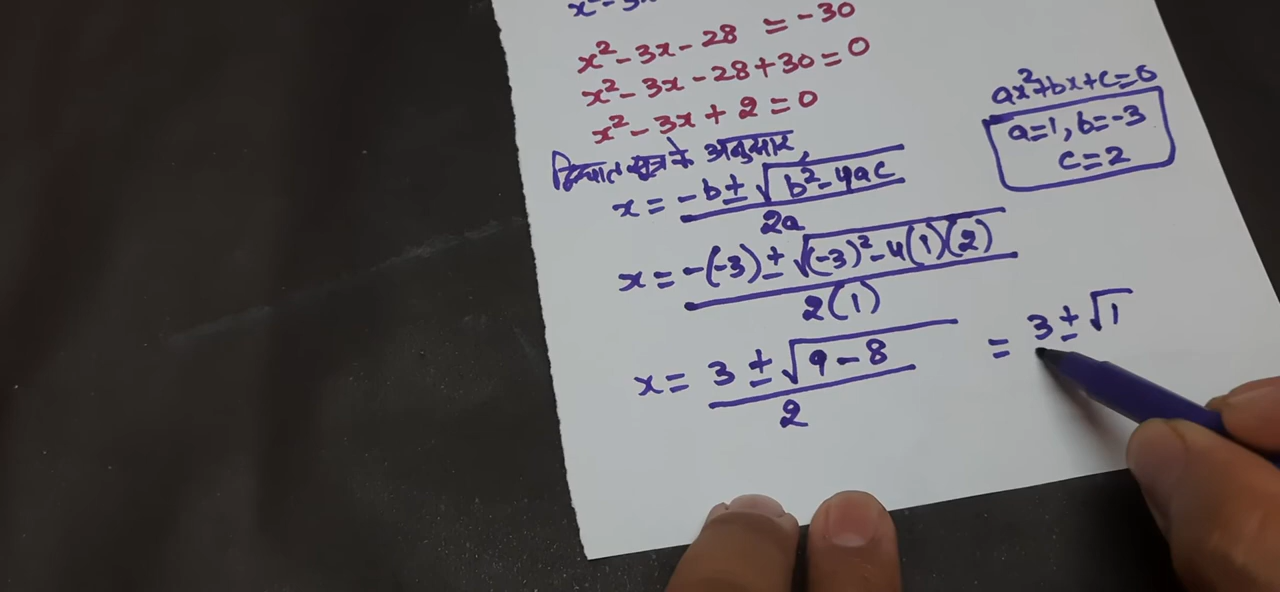 x² - 3x - 28 = -30
x² - 3x - 28 + 30 = 0
x² - 3x + 2 = 0
ax² + bx + c = 0
a = 1, b = -3
c = 2
द्विघात सूत्र के अनुसार,
x = (-b ± √(b² - 4ac)) / 2a
x = (-(-3) ± √((-3)² - 4(1)(2))) / 2(1)
x = (3 ± √(9 - 8)) / 2 = 3 ± √1